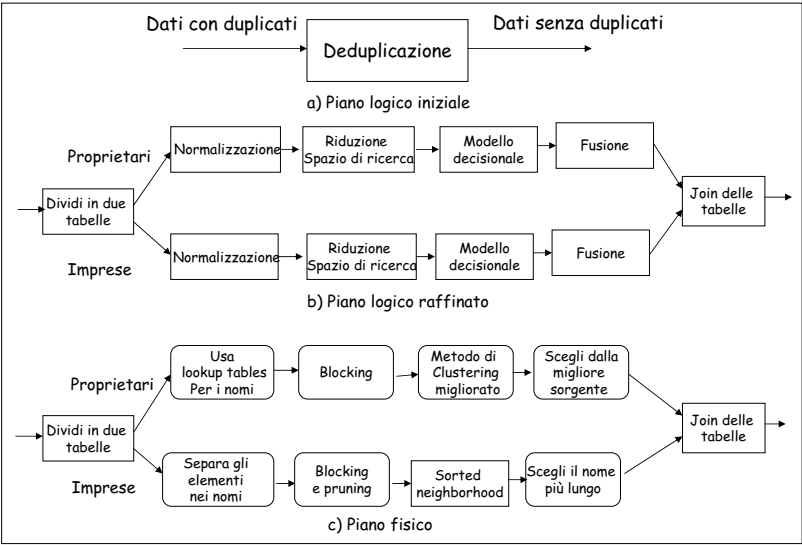 Dati con duplicati
Dati senza duplicati
Deduplicazione
a) Piano logico iniziale
Proprietari
Normalizzazione
Riduzione
Spazio di ricerca
Modello
decisionale
Fusione
Dividi in due
tabelle
Join delle
tabelle
Imprese
Normalizzazione
Riduzione
Spazio di ricerca
Modello
decisionale
Fusione
b) Piano logico raffinato
Proprietari
Usa
lookup tables
Per i nomi
Blocking
Metodo di
Clustering
migliorato
Scegli dalla
migliore
sorgente
Dividi in due
tabelle
Join delle
tabelle
Imprese
Separa gli
elementi
nei nomi
Blocking
e pruning
Sorted
neighborhood
Scegli il nome
più lungo
c) Piano fisico